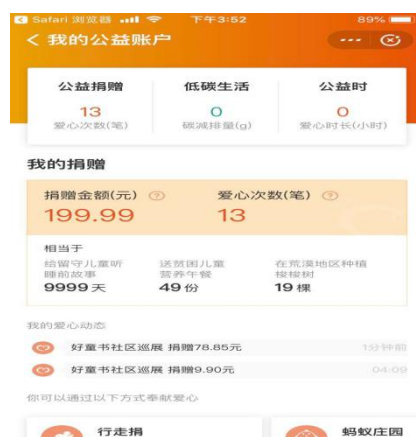 Safari 浏览器 下午3:52 89%
我的公益账户
公益捐赠 低碳生活 公益时
13 0 0
爱心次数(笔) 碳减排量(g) 爱心时长(小时)
我的捐赠
捐赠金额(元) 爱心次数(笔)
199.99 13
相当于
给留守儿童听 送贫困儿童 在荒漠地区种植
睡前故事 营养午餐 梭梭树
9999天 49份 19棵
我的爱心动态
好童书社区巡展 捐赠78.85元 1分钟前
好童书社区巡展 捐赠9.90元 04:09
你可以通过以下方式奉献爱心
行走捐 蚂蚁庄园